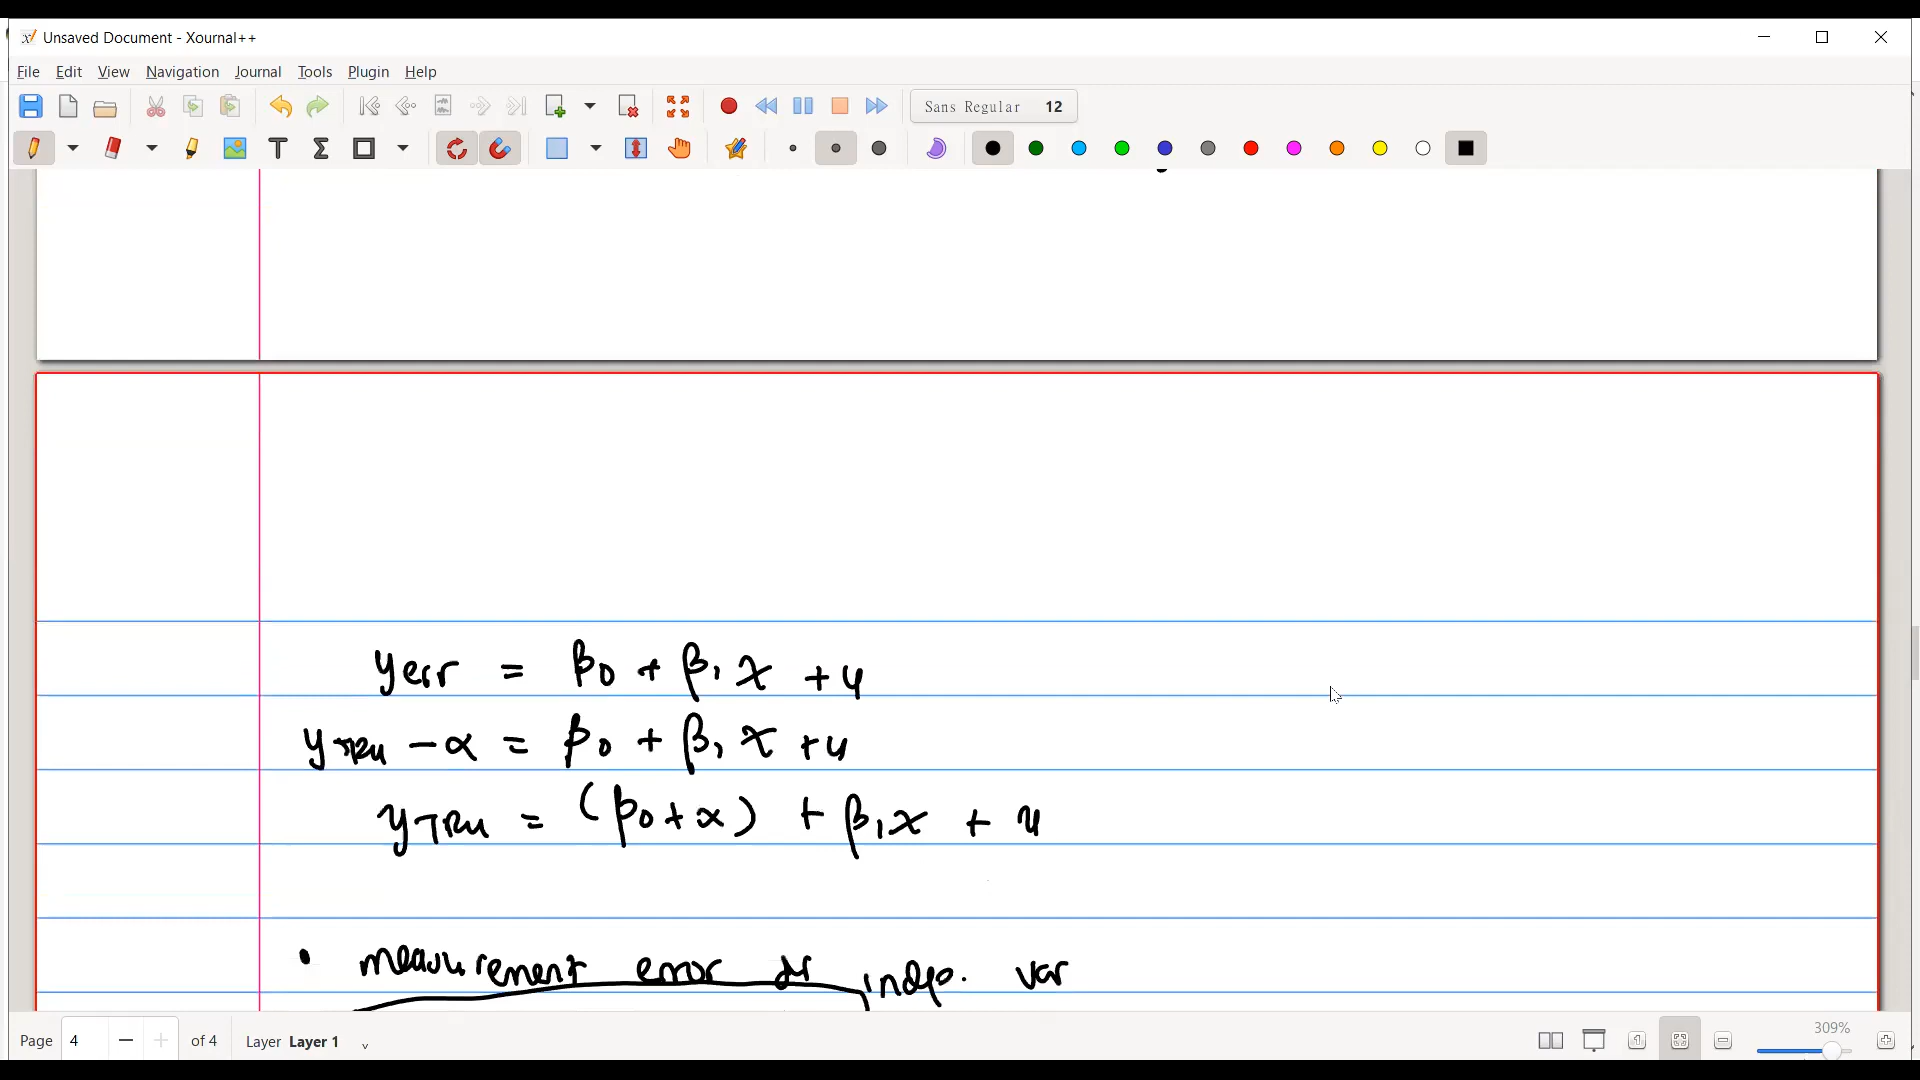 Unsaved Document - Xournal++
File Edit View Navigation Journal Tools Plugin Help
Sans Regular 12
yerr = β0 + β1 x + u
yTRU - α = β0 + β1 x + u
yTRU = (β0 + α) + β1 x + u
• measurement error di indep. var
Page 4 of 4 Layer Layer 1 309%